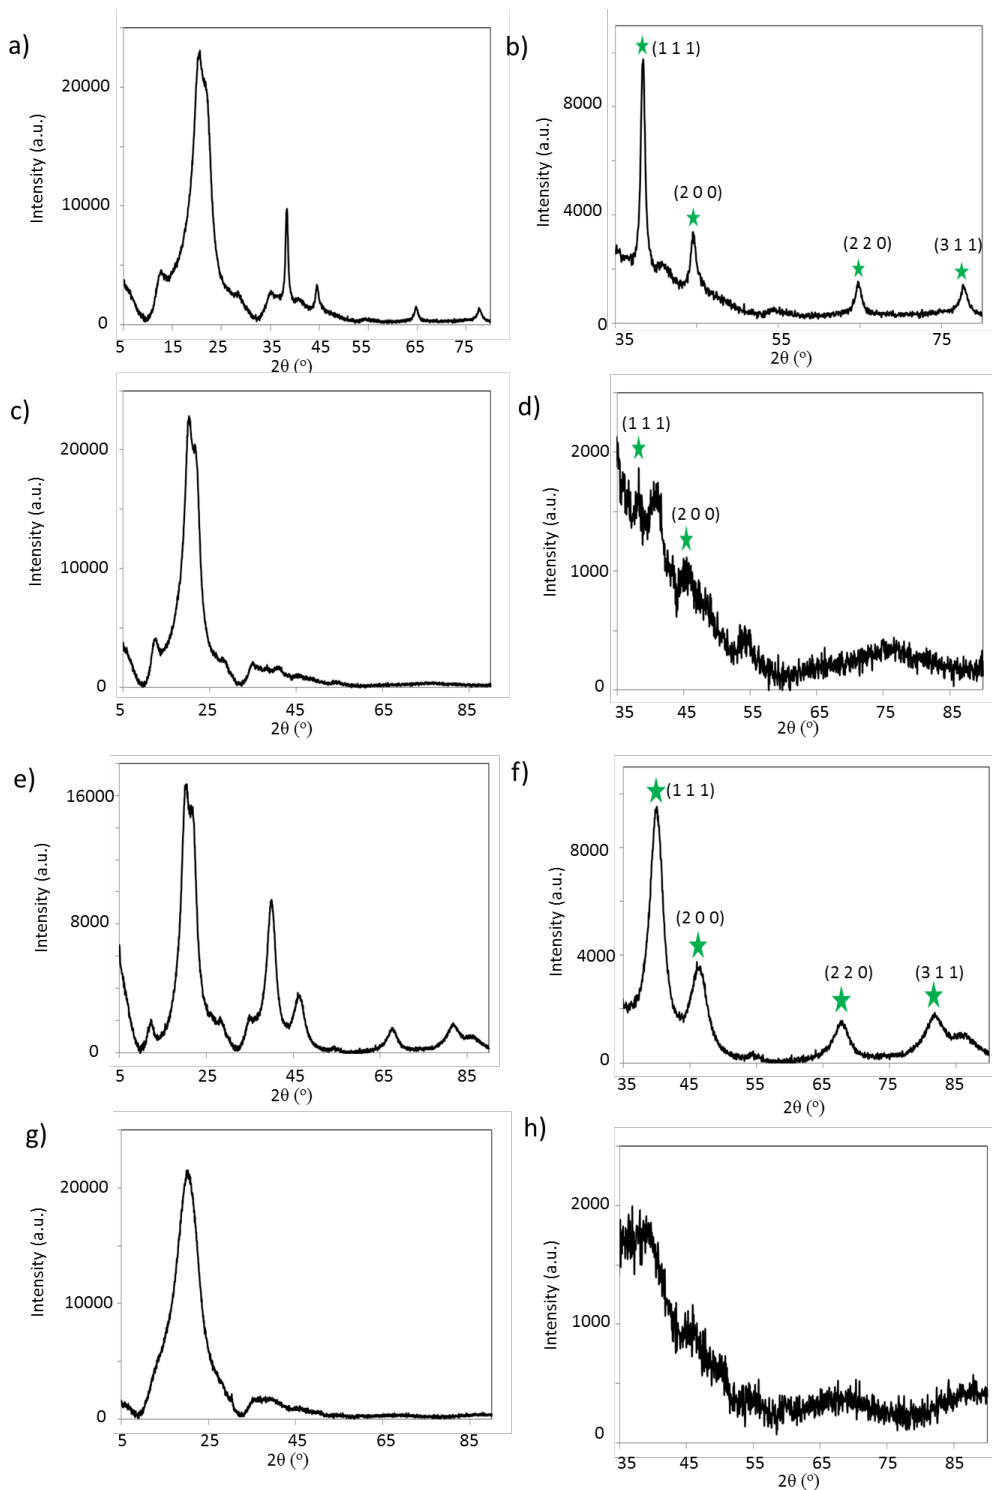 a)
20000
10000
0
Intensity (a.u.)
5 15 25 35 45 55 65 75
2θ (°)
b)
(1 1 1)
8000
(2 0 0)
4000
(2 2 0) (3 1 1)
0
Intensity (a.u.)
35 55 75
2θ (°)
c)
20000
10000
0
Intensity (a.u.)
5 25 45 65 85
2θ (°)
d)
(1 1 1)
2000
(2 0 0)
1000
0
Intensity (a.u.)
35 45 55 65 75 85
2θ (°)
e)
16000
8000
0
Intensity (a.u.)
5 25 45 65 85
2θ (°)
f)
(1 1 1)
8000
(2 0 0)
4000
(2 2 0) (3 1 1)
0
Intensity (a.u.)
35 45 55 65 75 85
2θ (°)
g)
20000
10000
0
Intensity (a.u.)
5 25 45 65 85
2θ (°)
h)
2000
1000
0
Intensity (a.u.)
35 45 55 65 75 85
2θ (°)